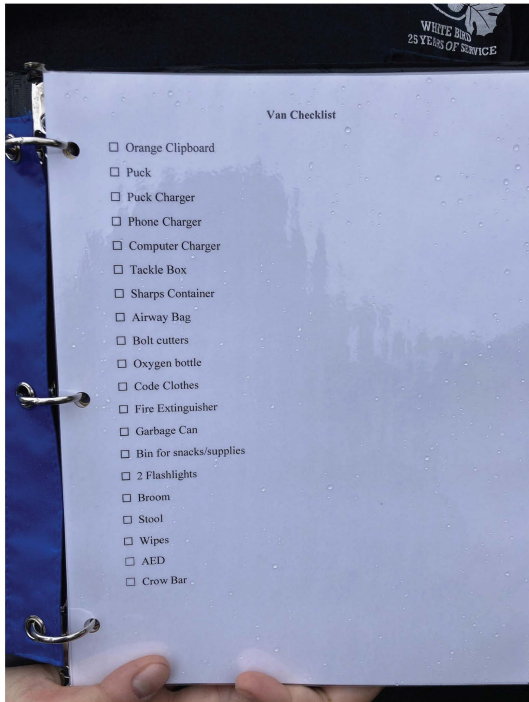 WHITE BIRD
25 YEARS OF SERVICE
Van Checklist
☐ Orange Clipboard
☐ Puck
☐ Puck Charger
☐ Phone Charger
☐ Computer Charger
☐ Tackle Box
☐ Sharps Container
☐ Airway Bag
☐ Bolt cutters
☐ Oxygen bottle
☐ Code Clothes
☐ Fire Extinguisher
☐ Garbage Can
☐ Bin for snacks/supplies
☐ 2 Flashlights
☐ Broom
☐ Stool
☐ Wipes
☐ AED
☐ Crow Bar